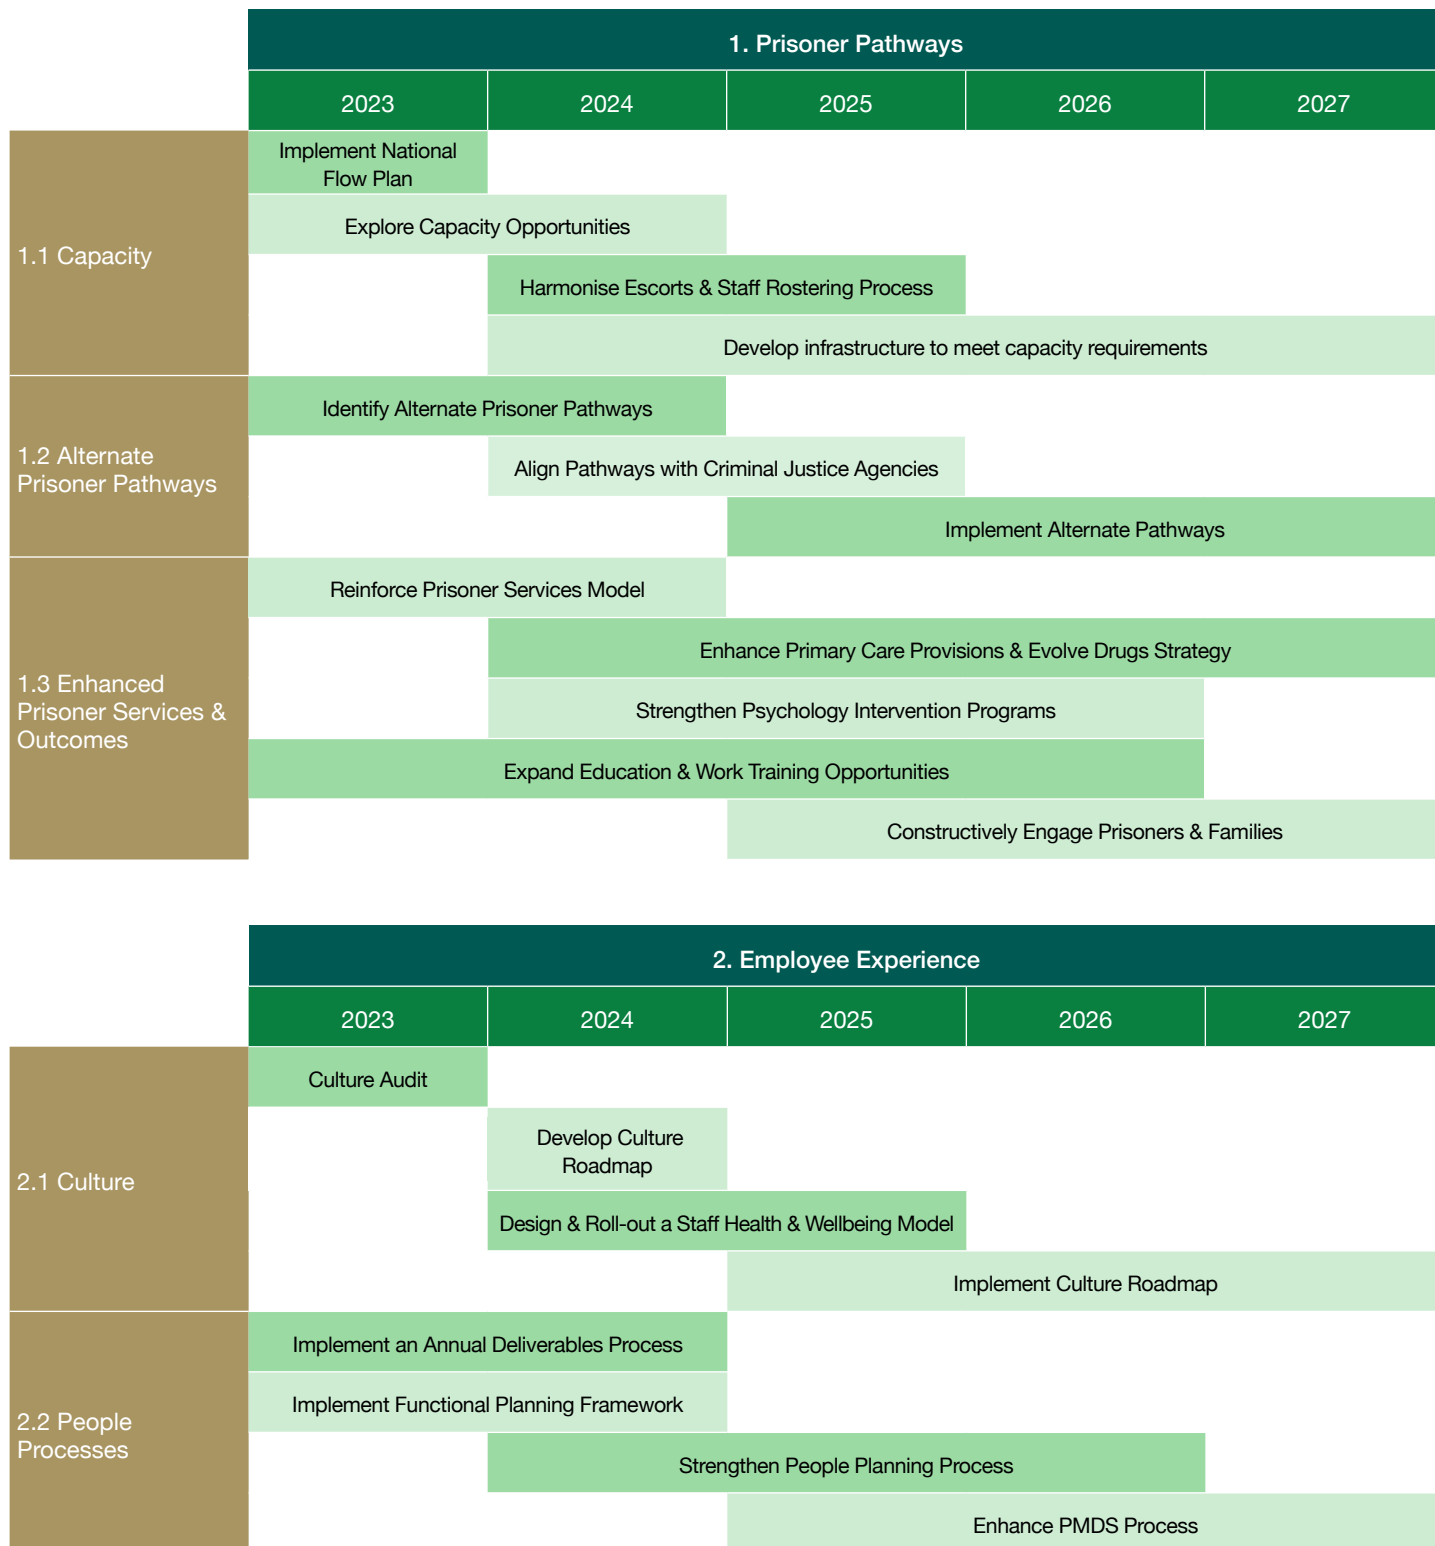 1. Prisoner Pathways
2023 2024 2025 2026 2027
1.1 Capacity
Implement National
Flow Plan
Explore Capacity Opportunities
Harmonise Escorts & Staff Rostering Process
Develop infrastructure to meet capacity requirements
1.2 Alternate
Prisoner Pathways
Identify Alternate Prisoner Pathways
Align Pathways with Criminal Justice Agencies
Implement Alternate Pathways
1.3 Enhanced
Prisoner Services &
Outcomes
Reinforce Prisoner Services Model
Enhance Primary Care Provisions & Evolve Drugs Strategy
Strengthen Psychology Intervention Programs
Expand Education & Work Training Opportunities
Constructively Engage Prisoners & Families
2. Employee Experience
2023 2024 2025 2026 2027
2.1 Culture
Culture Audit
Develop Culture
Roadmap
Design & Roll-out a Staff Health & Wellbeing Model
Implement Culture Roadmap
2.2 People
Processes
Implement an Annual Deliverables Process
Implement Functional Planning Framework
Strengthen People Planning Process
Enhance PMDS Process